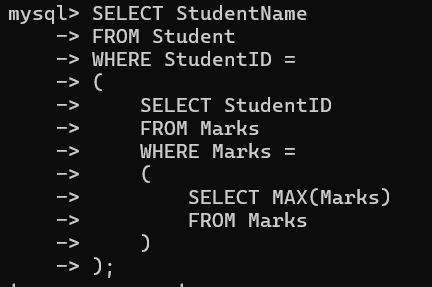 mysql> SELECT StudentName
    -> FROM Student
    -> WHERE StudentID =
    -> (
    ->     SELECT StudentID
    ->     FROM Marks
    ->     WHERE Marks =
    ->     (
    ->         SELECT MAX(Marks)
    ->         FROM Marks
    ->     )
    -> );